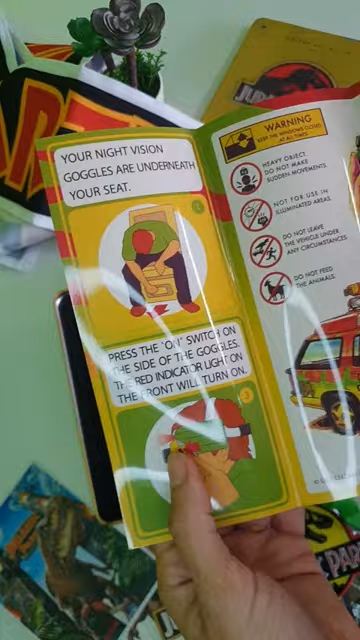 YOUR NIGHT VISION
GOGGLES ARE UNDERNEATH
YOUR SEAT.
PRESS THE "ON" SWITCH ON
THE SIDE OF THE GOGGLES.
THE RED INDICATOR LIGHT ON
THE FRONT WILL TURN ON.
3
WARNING
KEEP THE WINDOWS CLOSED
AT ALL TIMES.
HEAVY OBJECT
DO NOT MAKE
SUDDEN MOVEMENTS.
NOT FOR USE IN
ILLUMINATED AREAS.
DO NOT LEAVE
THE VEHICLE UNDER
ANY CIRCUMSTANCES.
DO NOT FEED
THE ANIMALS.